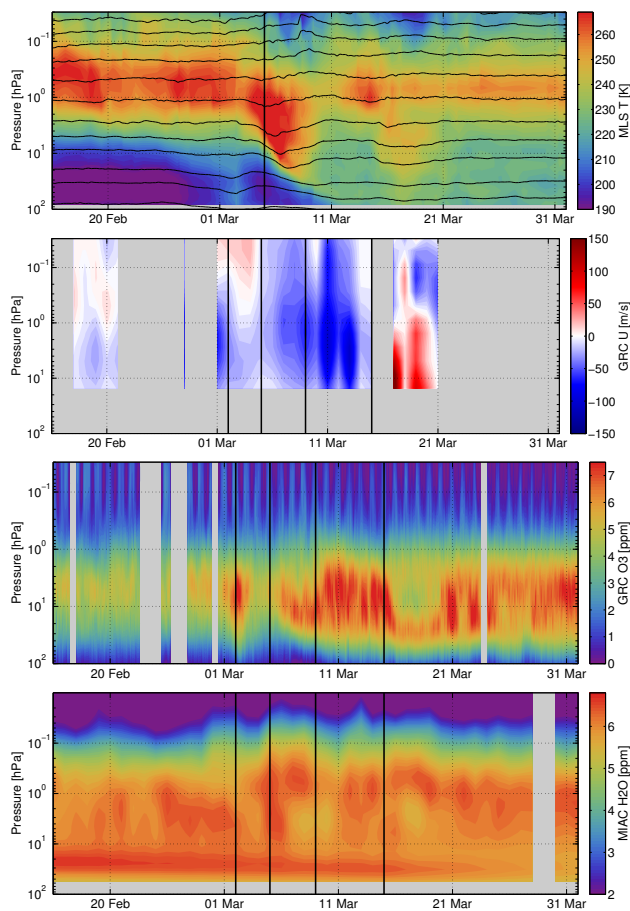 10⁻¹
10⁰
10¹
10²
Pressure [hPa]
20 Feb
01 Mar
11 Mar
21 Mar
31 Mar
260
250
240
230
220
210
200
190
MLS T [K]
10⁻¹
10⁰
10¹
10²
Pressure [hPa]
20 Feb
01 Mar
11 Mar
21 Mar
31 Mar
150
100
50
0
−50
−100
−150
GRC U [m/s]
10⁻¹
10⁰
10¹
10²
Pressure [hPa]
20 Feb
01 Mar
11 Mar
21 Mar
31 Mar
7
6
5
4
3
2
1
0
GRC O3 [ppm]
10⁻¹
10⁰
10¹
10²
Pressure [hPa]
20 Feb
01 Mar
11 Mar
21 Mar
31 Mar
6
5
4
3
2
MIAC H2O [ppm]